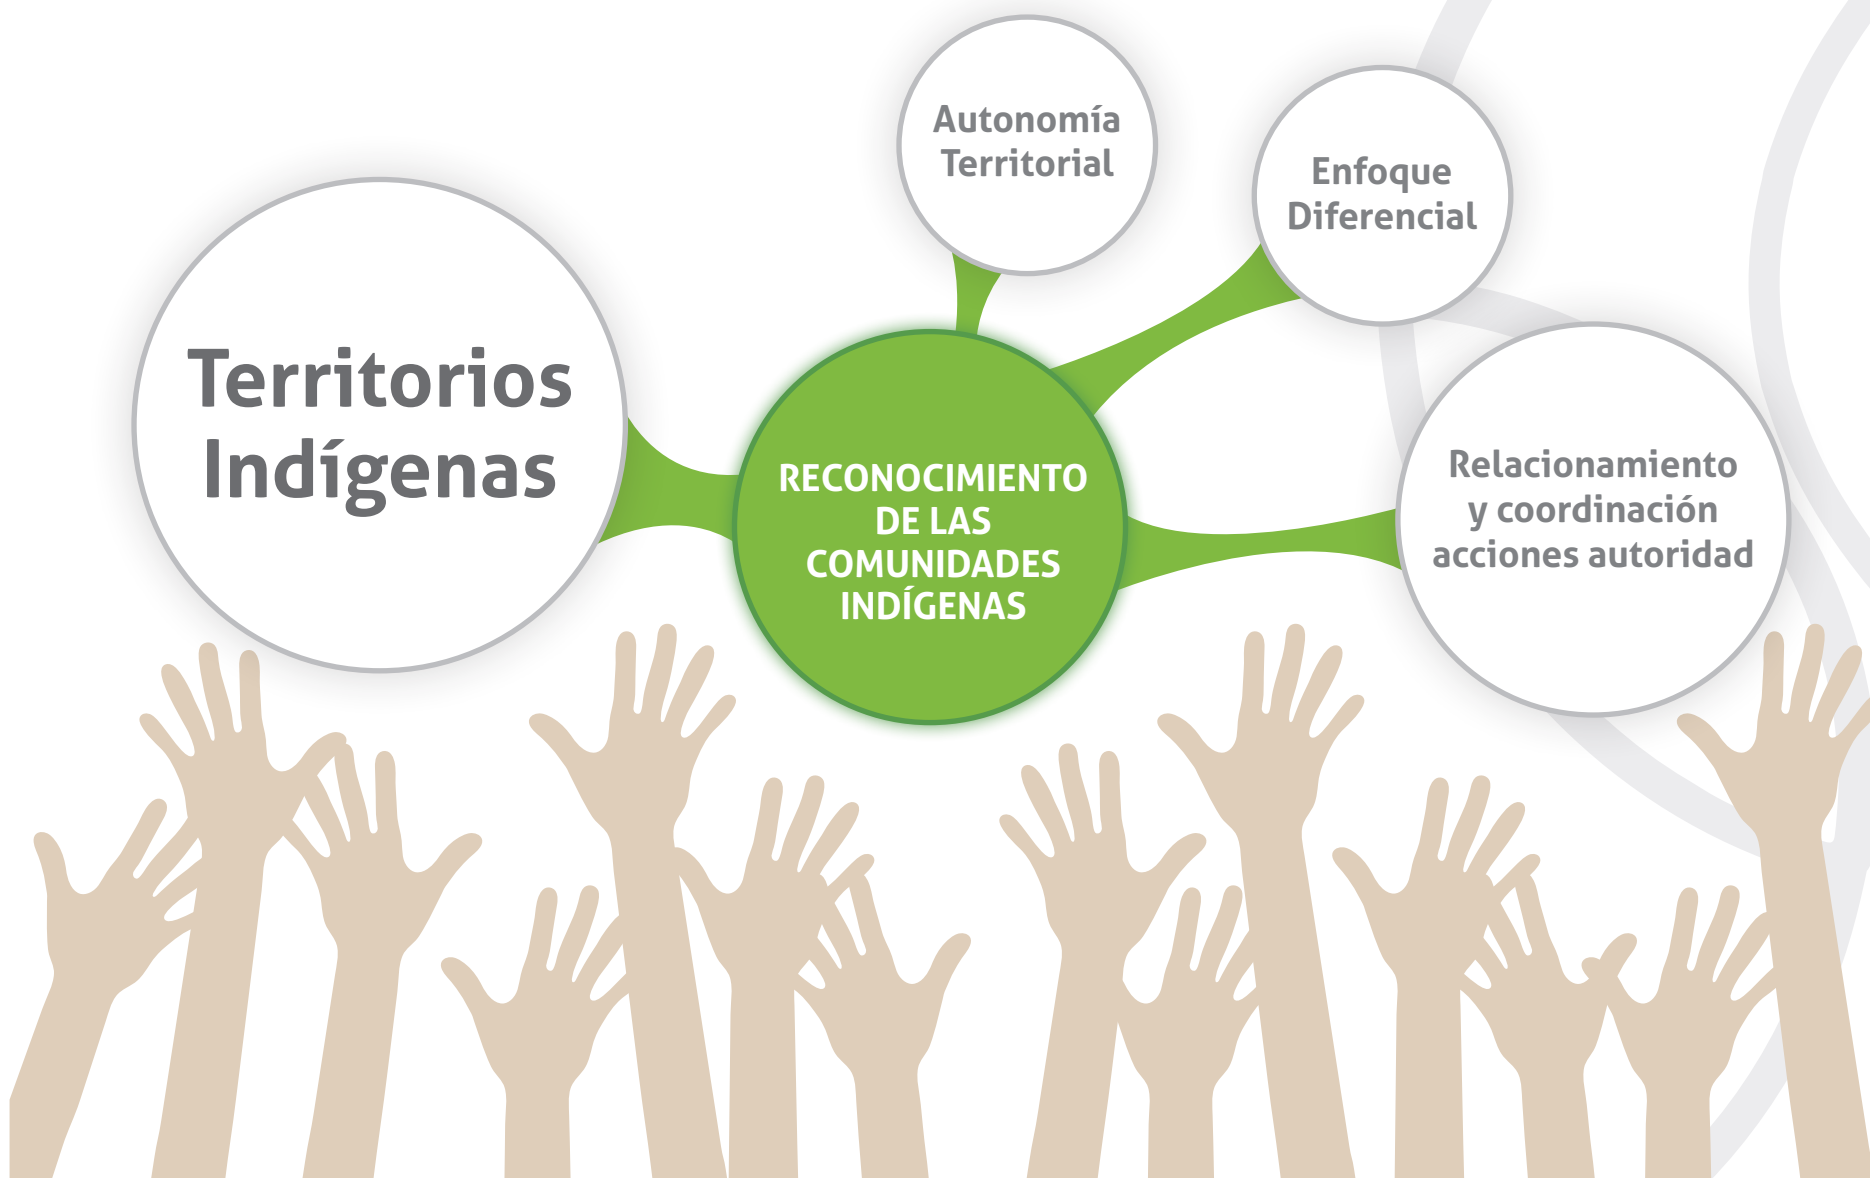 Territorios
Indígenas
RECONOCIMIENTO
DE LAS
COMUNIDADES
INDÍGENAS
Autonomía
Territorial
Enfoque
Diferencial
Relacionamiento
y coordinación
acciones autoridad